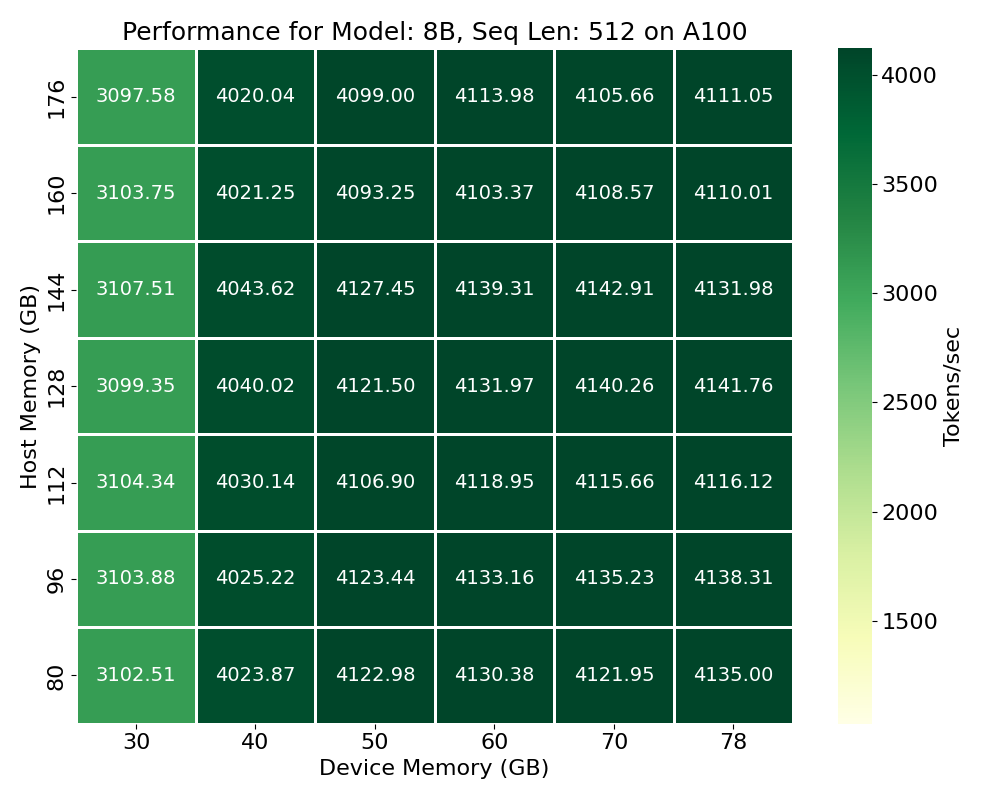 Performance for Model: 8B, Seq Len: 512 on A100
Host Memory (GB)
176 3097.58 4020.04 4099.00 4113.98 4105.66 4111.05
160 3103.75 4021.25 4093.25 4103.37 4108.57 4110.01
144 3107.51 4043.62 4127.45 4139.31 4142.91 4131.98
128 3099.35 4040.02 4121.50 4131.97 4140.26 4141.76
112 3104.34 4030.14 4106.90 4118.95 4115.66 4116.12
96 3103.88 4025.22 4123.44 4133.16 4135.23 4138.31
80 3102.51 4023.87 4122.98 4130.38 4121.95 4135.00
30 40 50 60 70 78
Device Memory (GB)
4000
3500
3000
2500
2000
1500
Tokens/sec